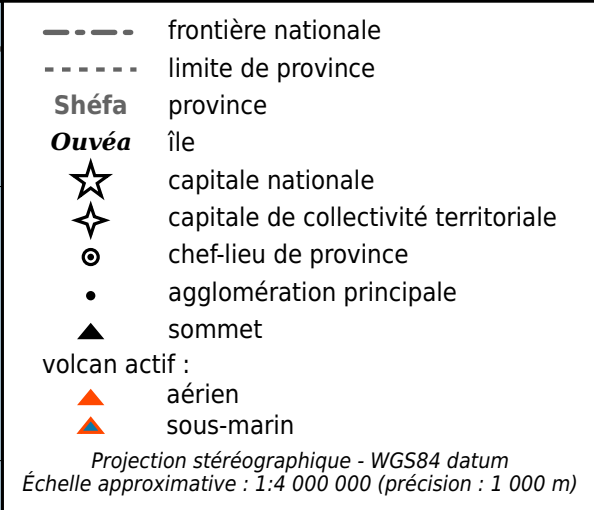 frontière nationale
limite de province
Shéfa province
Ouvéa île
capitale nationale
capitale de collectivité territoriale
chef-lieu de province
agglomération principale
sommet
volcan actif :
aérien
sous-marin
Projection stéréographique - WGS84 datum
Échelle approximative : 1:4 000 000 (précision : 1 000 m)